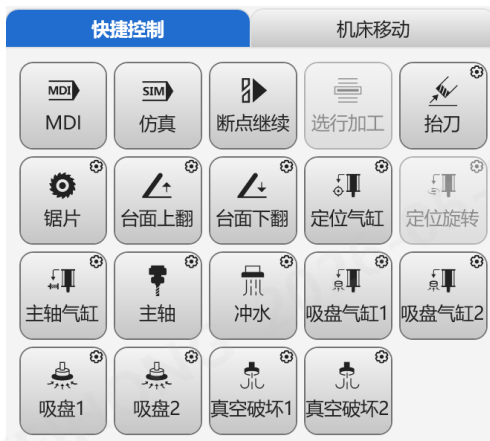 快捷控制 机床移动
MDI SIM
MDI 仿真 断点继续 选行加工 抬刀
锯片 台面上翻 台面下翻 定位气缸 定位旋转
主轴气缸 主轴 冲水 吸盘气缸1 吸盘气缸2
吸盘1 吸盘2 真空破坏1 真空破坏2